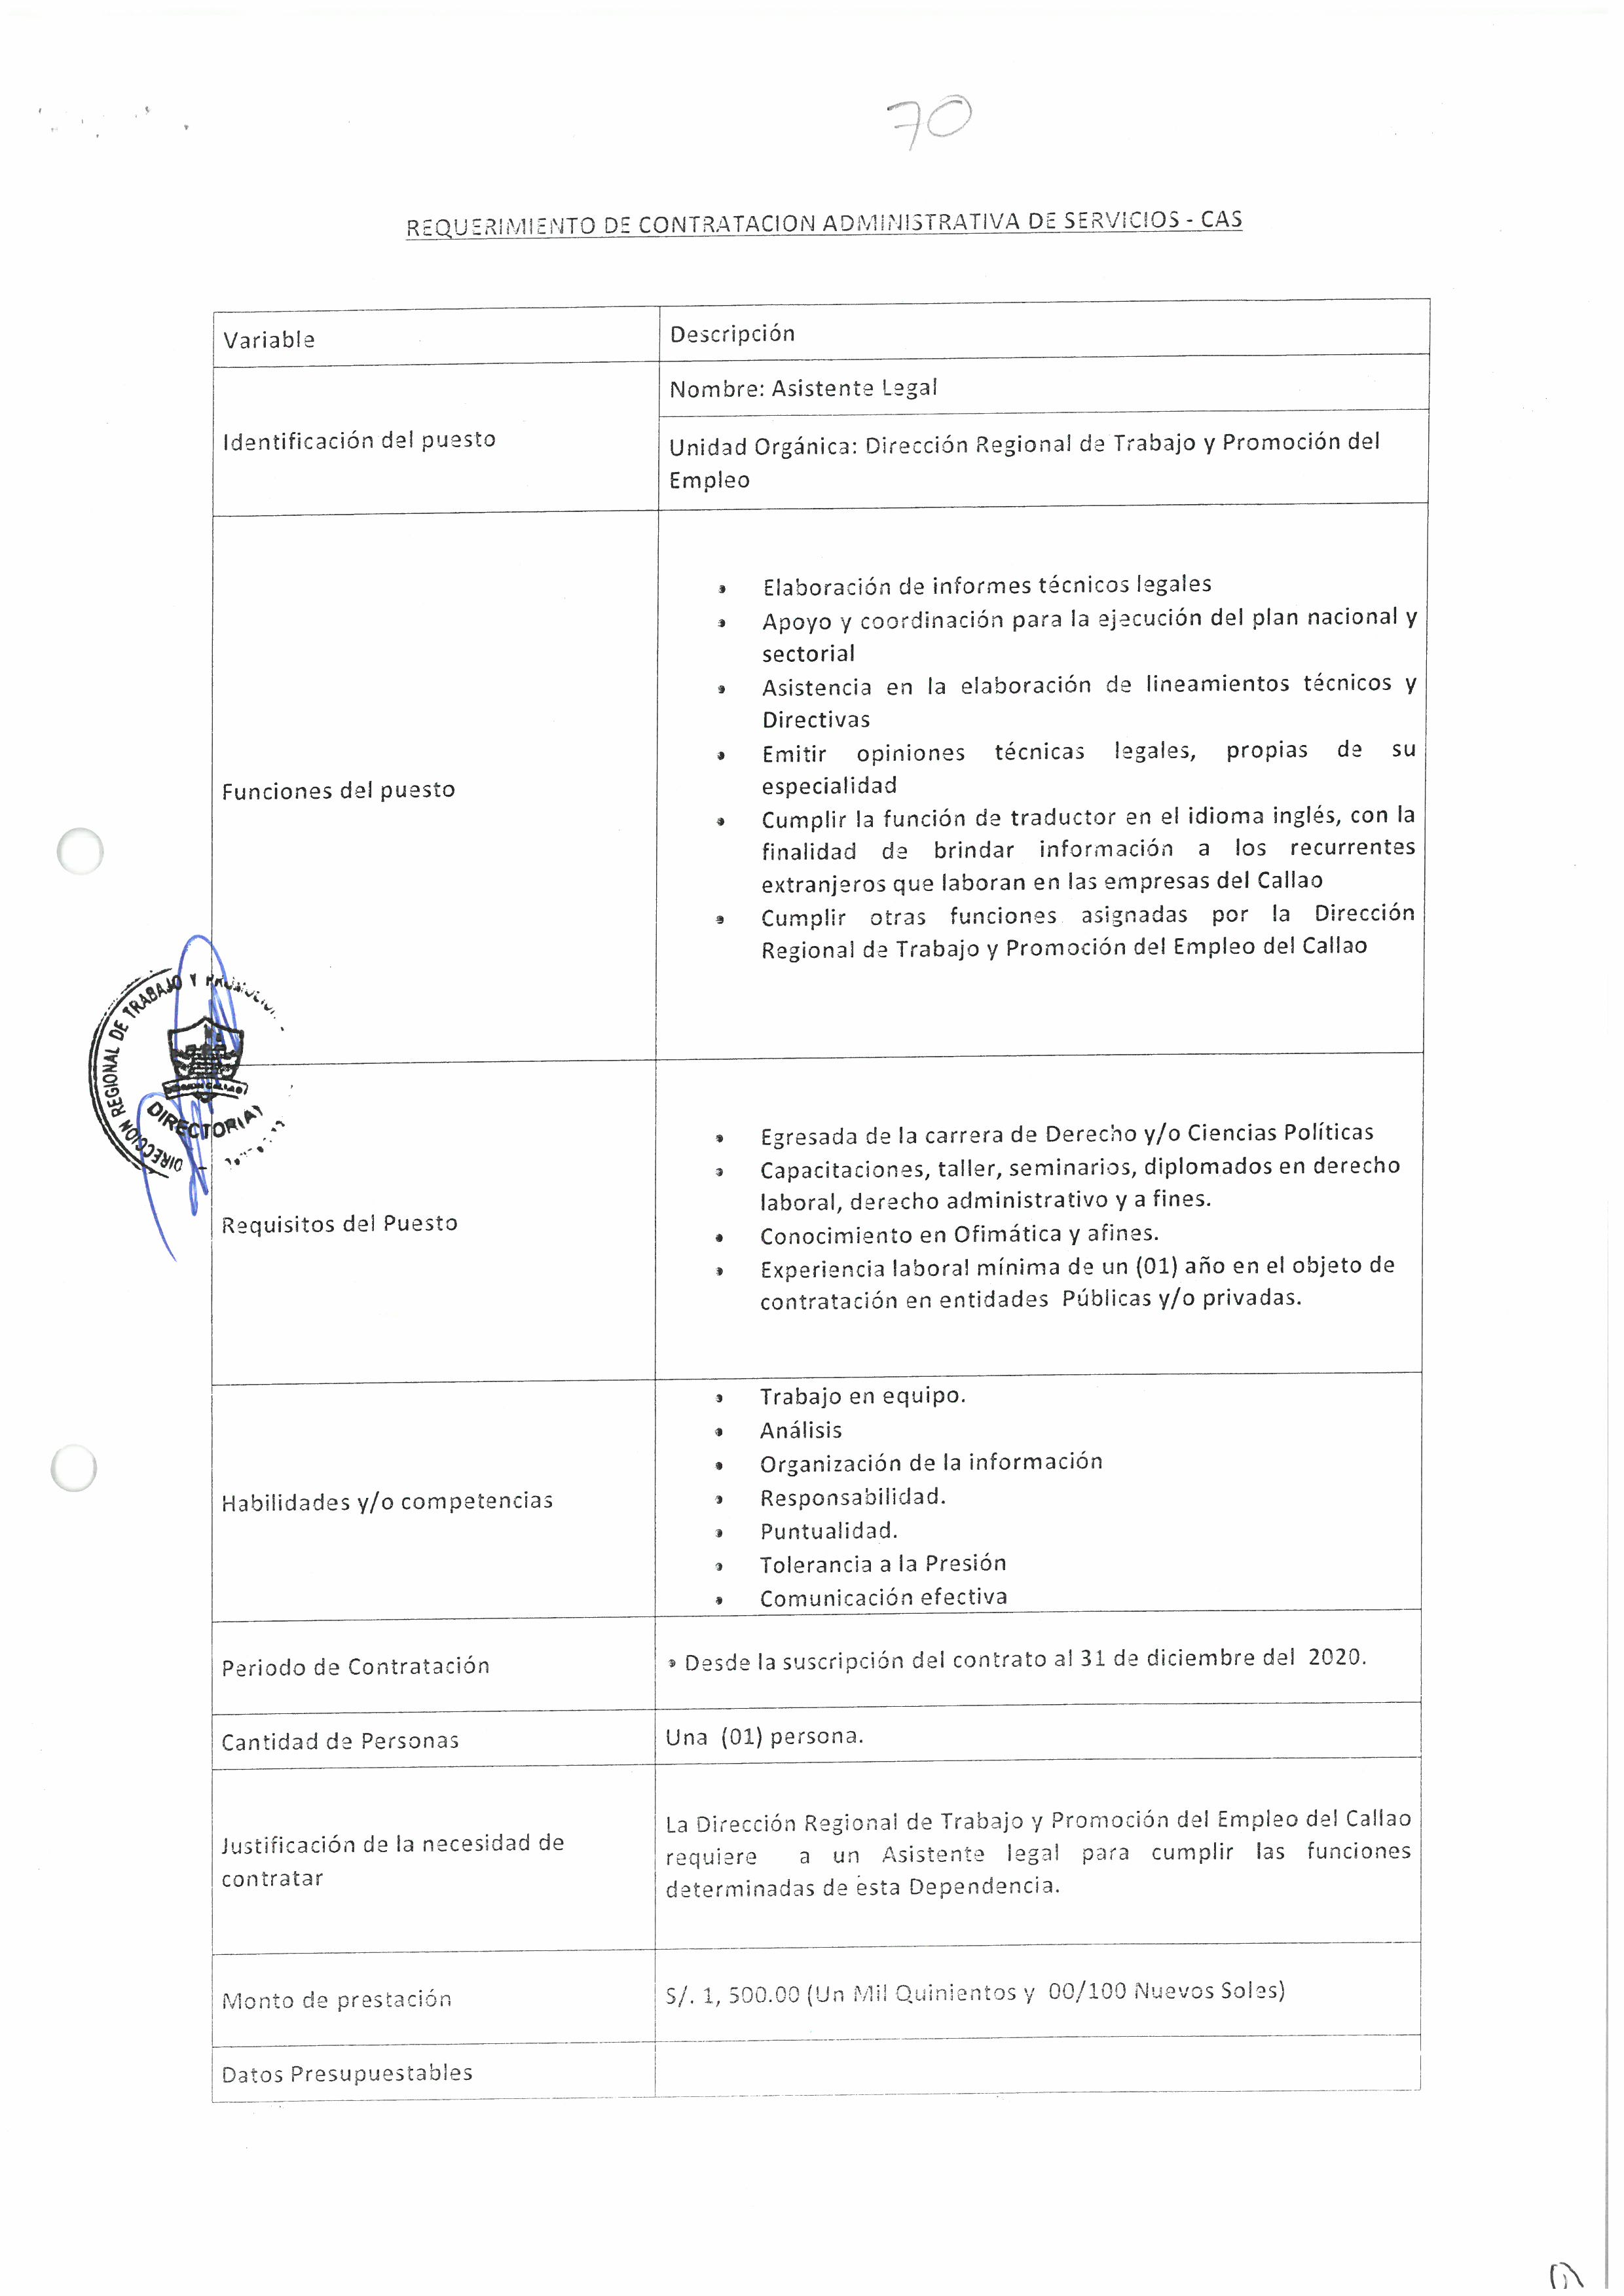 70
REQUERIMIENTO DE CONTRATACION ADMINISTRATIVA DE SERVICIOS - CAS
Variable
Descripción
Identificación del puesto
Nombre: Asistente Legal
Unidad Orgánica: Dirección Regional de Trabajo y Promoción del
Empleo
Funciones del puesto
• Elaboración de informes técnicos legales
• Apoyo y coordinación para la ejecución del plan nacional y
sectorial
• Asistencia en la elaboración de lineamientos técnicos y
Directivas
• Emitir opiniones técnicas legales, propias de su
especialidad
• Cumplir la función de traductor en el idioma inglés, con la
finalidad de brindar información a los recurrentes
extranjeros que laboran en las empresas del Callao
• Cumplir otras funciones asignadas por la Dirección
Regional de Trabajo y Promoción del Empleo del Callao
DIRECCION REGIONAL DE TRABAJO Y
DIRECTORIAL
Requisitos del Puesto
• Egresada de la carrera de Derecho y/o Ciencias Políticas
• Capacitaciones, taller, seminarios, diplomados en derecho
laboral, derecho administrativo y a fines.
• Conocimiento en Ofimática y afines.
• Experiencia laboral mínima de un (01) año en el objeto de
contratación en entidades Públicas y/o privadas.
Habilidades y/o competencias
• Trabajo en equipo.
• Análisis
• Organización de la información
• Responsabilidad.
• Puntualidad.
• Tolerancia a la Presión
• Comunicación efectiva
Periodo de Contratación
• Desde la suscripción del contrato al 31 de diciembre del 2020.
Cantidad de Personas
Una (01) persona.
Justificación de la necesidad de
contratar
La Dirección Regional de Trabajo y Promoción del Empleo del Callao
requiere a un Asistente legal para cumplir las funciones
determinadas de esta Dependencia.
Monto de prestación
S/. 1, 500.00 (Un Mil Quinientos y 00/100 Nuevos Soles)
Datos Presupuestables